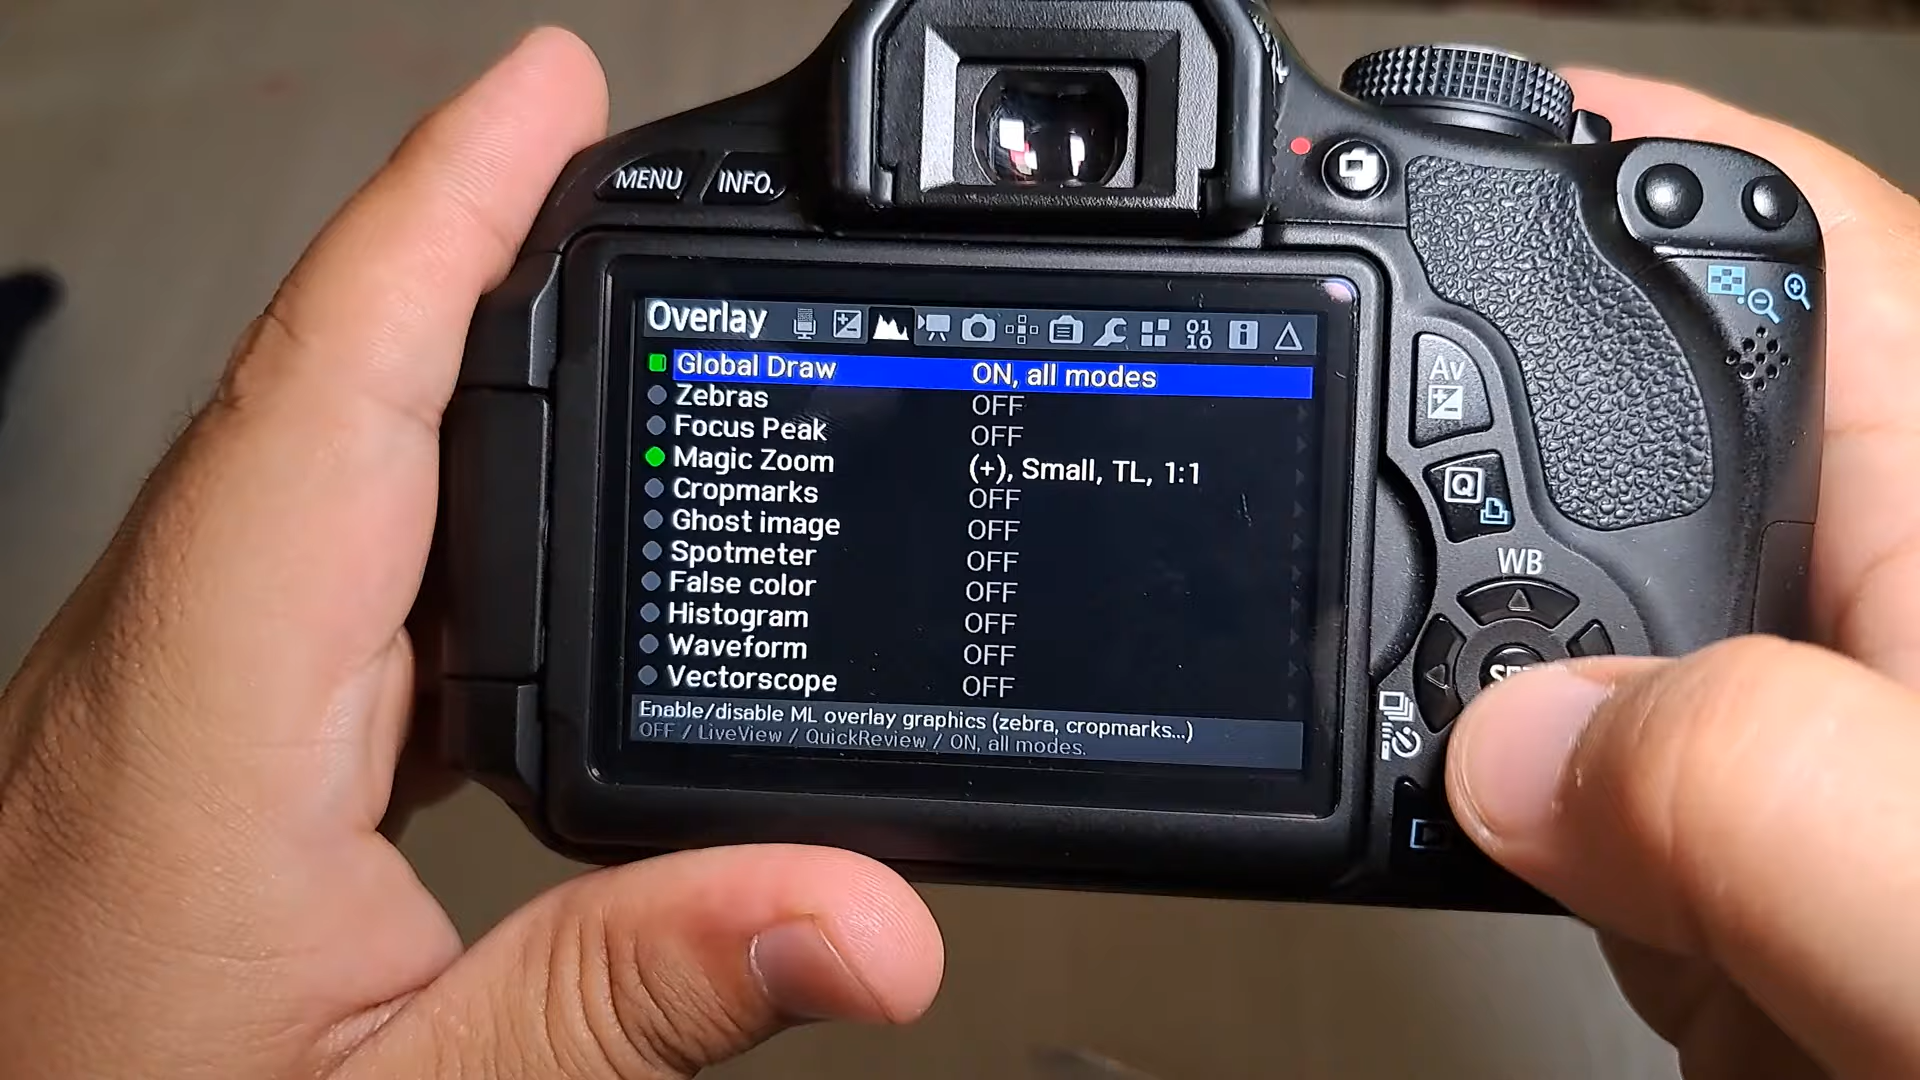 MENU INFO.
Overlay 01 10
Global Draw ON, all modes
Zebras OFF
Focus Peak OFF
Magic Zoom (+), Small, TL, 1:1
Cropmarks OFF
Ghost image OFF
Spotmeter OFF
False color OFF
Histogram OFF
Waveform OFF
Vectorscope OFF
Enable/disable ML overlay graphics (zebra, cropmarks...)
OFF / LiveView / QuickReview / ON, all modes.
Av
Q
WB